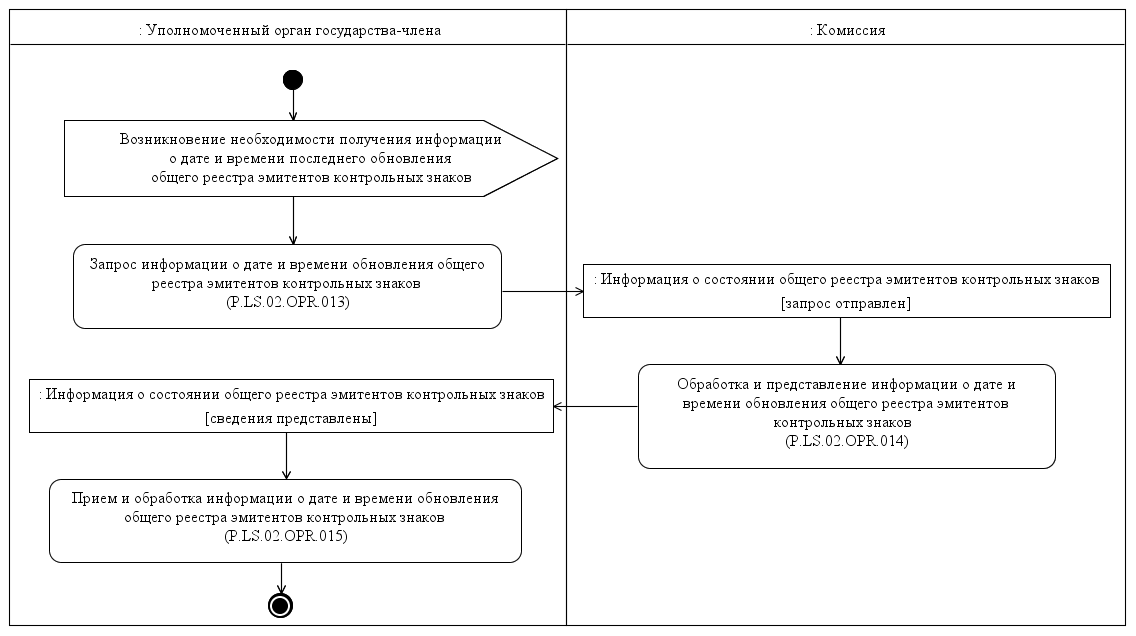 : Уполномоченный орган государства-члена
: Комиссия
Возникновение необходимости получения информации
о дате и времени последнего обновления
общего реестра эмитентов контрольных знаков
Запрос информации о дате и времени обновления общего
реестра эмитентов контрольных знаков
(P.LS.02.OPR.013)
: Информация о состоянии общего реестра эмитентов контрольных знаков
[запрос отправлен]
Обработка и представление информации о дате и
времени обновления общего реестра эмитентов
контрольных знаков
(P.LS.02.OPR.014)
: Информация о состоянии общего реестра эмитентов контрольных знаков
[сведения представлены]
Прием и обработка информации о дате и времени обновления
общего реестра эмитентов контрольных знаков
(P.LS.02.OPR.015)